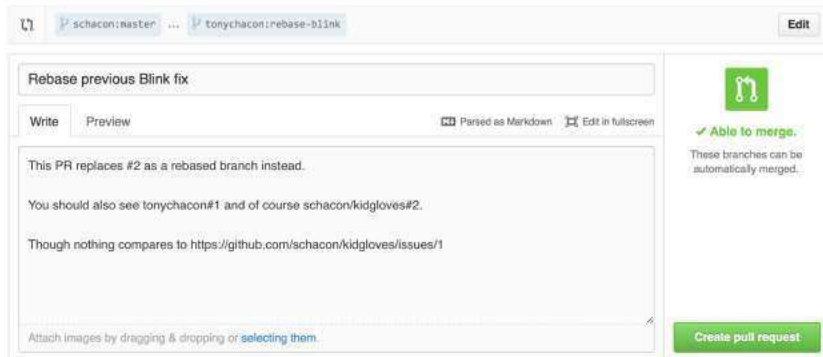 schacon:master ... tonychacon:rebase-blink Edit
Rebase previous Blink fix
Write Preview Parsed as Markdown Edit in fullscreen
This PR replaces #2 as a rebased branch instead.
You should also see tonychacon#1 and of course schacon/kidgloves#2.
Though nothing compares to https://github.com/schacon/kidgloves/issues/1
Attach images by dragging & dropping or selecting them.
✓ Able to merge.
These branches can be
automatically merged.
Create pull request